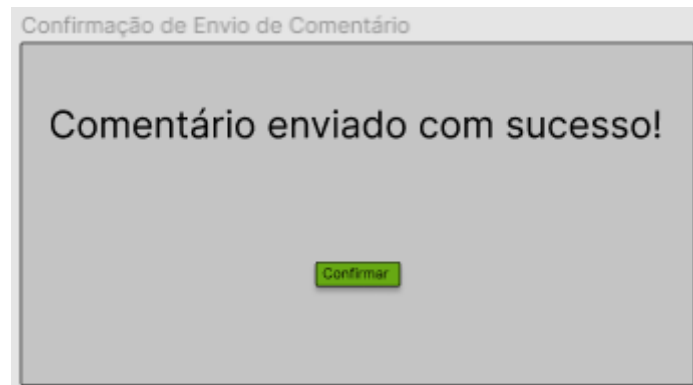 Confirmação de Envio de Comentário
Comentário enviado com sucesso!
Confirmar